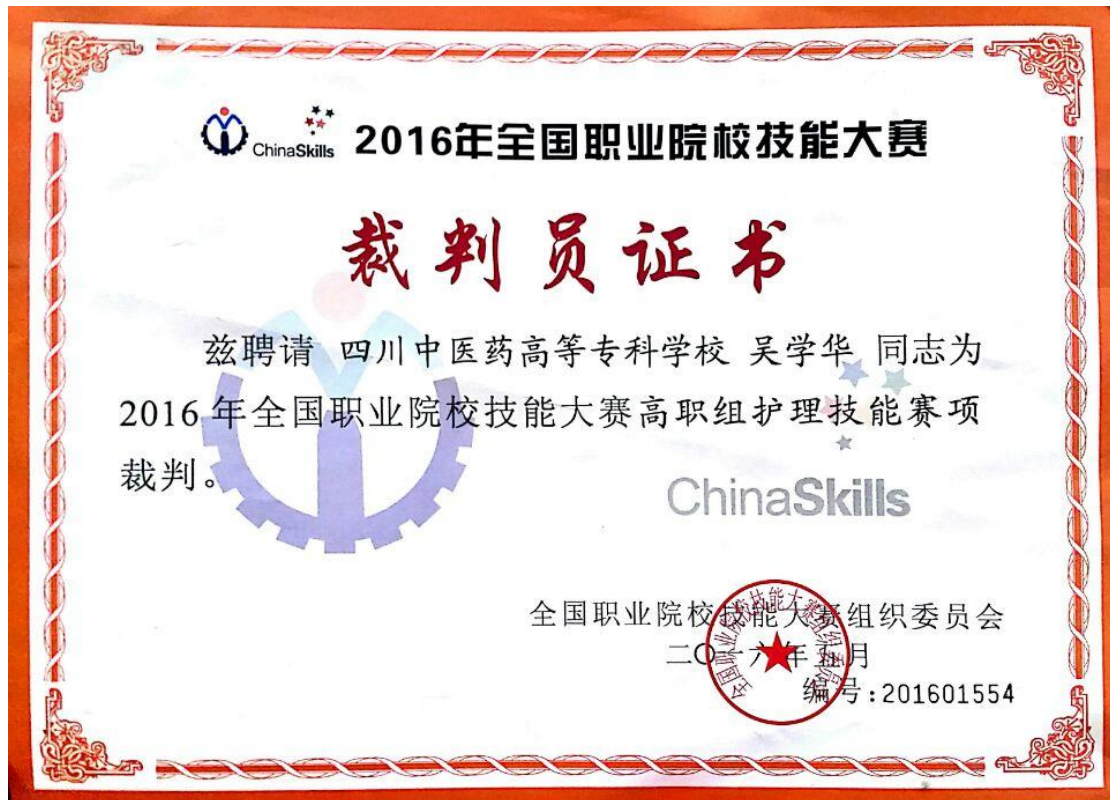 ChinaSkills 2016年全国职业院校技能大赛
裁判员证书
兹聘请 四川中医药高等专科学校 吴学华 同志为
2016年全国职业院校技能大赛高职组护理技能赛项
裁判。
ChinaSkills
全国职业院校技能大赛组织委员会
二〇一六年五月
编号:201601554